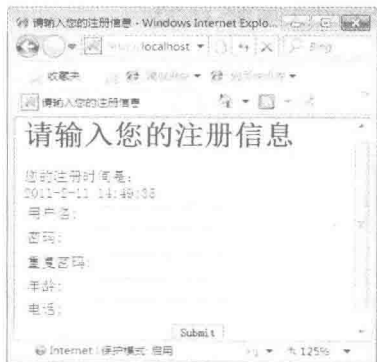 请输入您的注册信息 - Windows Internet Explo...
localhost
Bing
收藏夹
请输入您的注册信息
请输入您的注册信息
您的注册时间是:
2011-2-11 14:49:35
用户名:
密码:
重复密码:
年龄:
电话:
Submit
Internet | 保护模式: 启用
125%